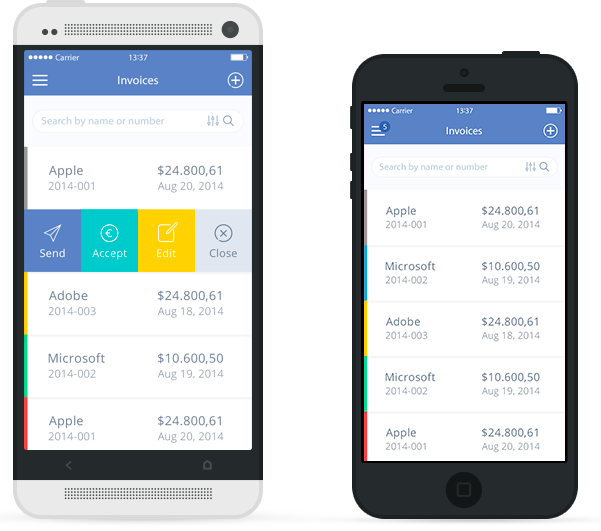 Carrier 13:37
Invoices
Search by name or number
Apple $24.800,61
2014-001 Aug 20, 2014
Send Accept Edit Close
Adobe $24.800,61
2014-003 Aug 18, 2014
Microsoft $10.600,50
2014-002 Aug 19, 2014
Apple $24.800,61
2014-001 Aug 20, 2014
Carrier 13:37
5
Invoices
Search by name or number
Apple $24.800,61
2014-001 Aug 20, 2014
Microsoft $10.600,50
2014-002 Aug 19, 2014
Adobe $24.800,61
2014-003 Aug 18, 2014
Microsoft $10.600,50
2014-002 Aug 19, 2014
Apple $24.800,61
2014-001 Aug 20, 2014